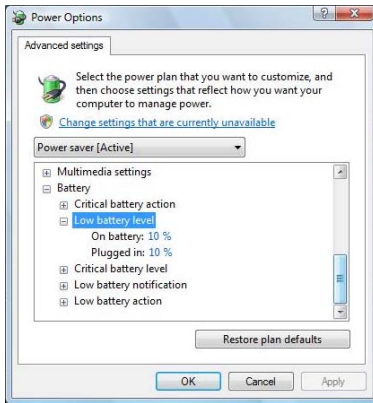 Power Options
Advanced settings
Select the power plan that you want to customize, and
then choose settings that reflect how you want your
computer to manage power.
Change settings that are currently unavailable
Power saver [Active]
Multimedia settings
Battery
Critical battery action
Low battery level
On battery: 10 %
Plugged in: 10 %
Critical battery level
Low battery notification
Low battery action
Restore plan defaults
OK Cancel Apply